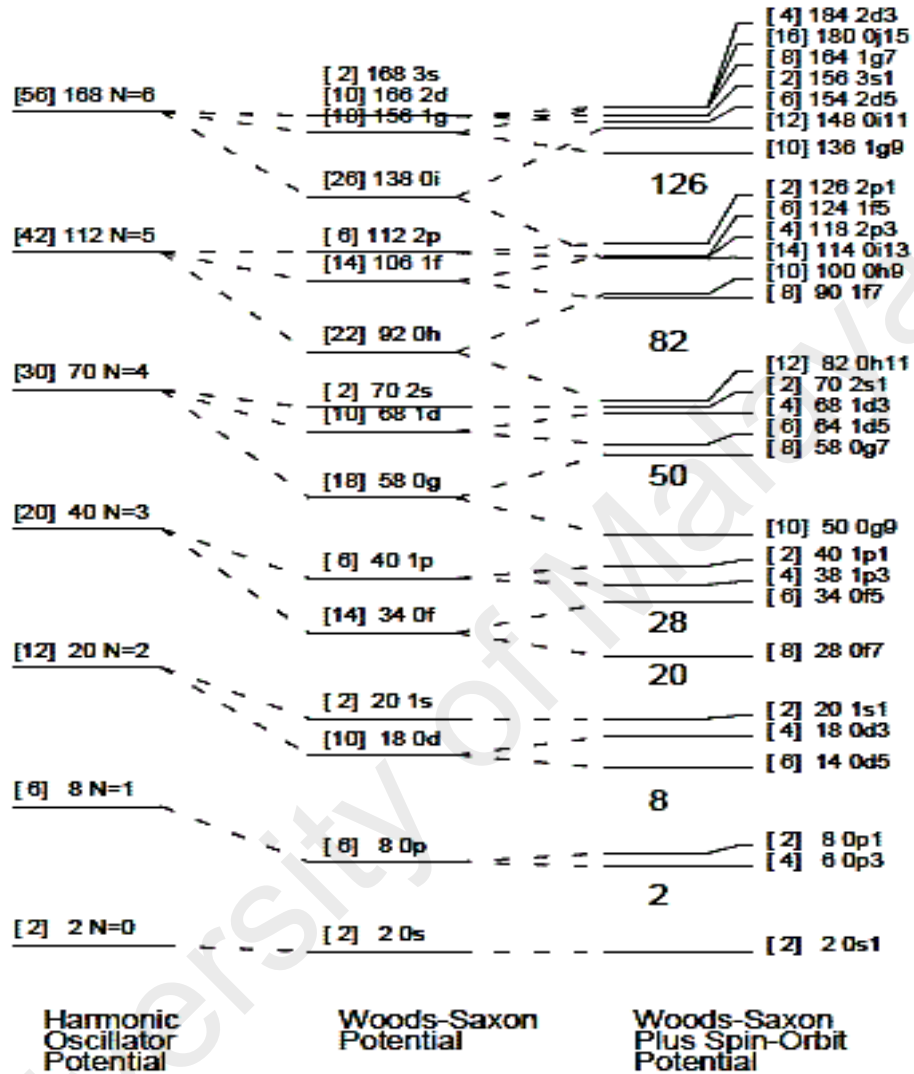 [56] 168 N=6
[42] 112 N=5
[30] 70 N=4
[20] 40 N=3
[12] 20 N=2
[ 6] 8 N=1
[ 2] 2 N=0
Harmonic
Oscillator
Potential
[ 2] 168 3s
[10] 166 2d
[18] 156 1g
[26] 138 0i
[ 6] 112 2p
[14] 106 1f
[22] 92 0h
[ 2] 70 2s
[10] 68 1d
[18] 58 0g
[ 6] 40 1p
[14] 34 0f
[ 2] 20 1s
[10] 18 0d
[ 6] 8 0p
[ 2] 2 0s
Woods-Saxon
Potential
[ 4] 184 2d3
[16] 180 0j15
[ 8] 164 1g7
[ 2] 156 3s1
[ 6] 154 2d5
[12] 148 0i11
[10] 136 1g9
126
[ 2] 126 2p1
[ 6] 124 1f5
[ 4] 118 2p3
[14] 114 0i13
[10] 100 0h9
[ 8] 90 1f7
82
[12] 82 0h11
[ 2] 70 2s1
[ 4] 68 1d3
[ 6] 64 1d5
[ 8] 58 0g7
50
[10] 50 0g9
[ 2] 40 1p1
[ 4] 38 1p3
[ 6] 34 0f5
28
[ 8] 28 0f7
20
[ 2] 20 1s1
[ 4] 18 0d3
[ 6] 14 0d5
8
[ 2] 8 0p1
[ 4] 6 0p3
2
[ 2] 2 0s1
Woods-Saxon
Plus Spin-Orbit
Potential
ersity of Malaya